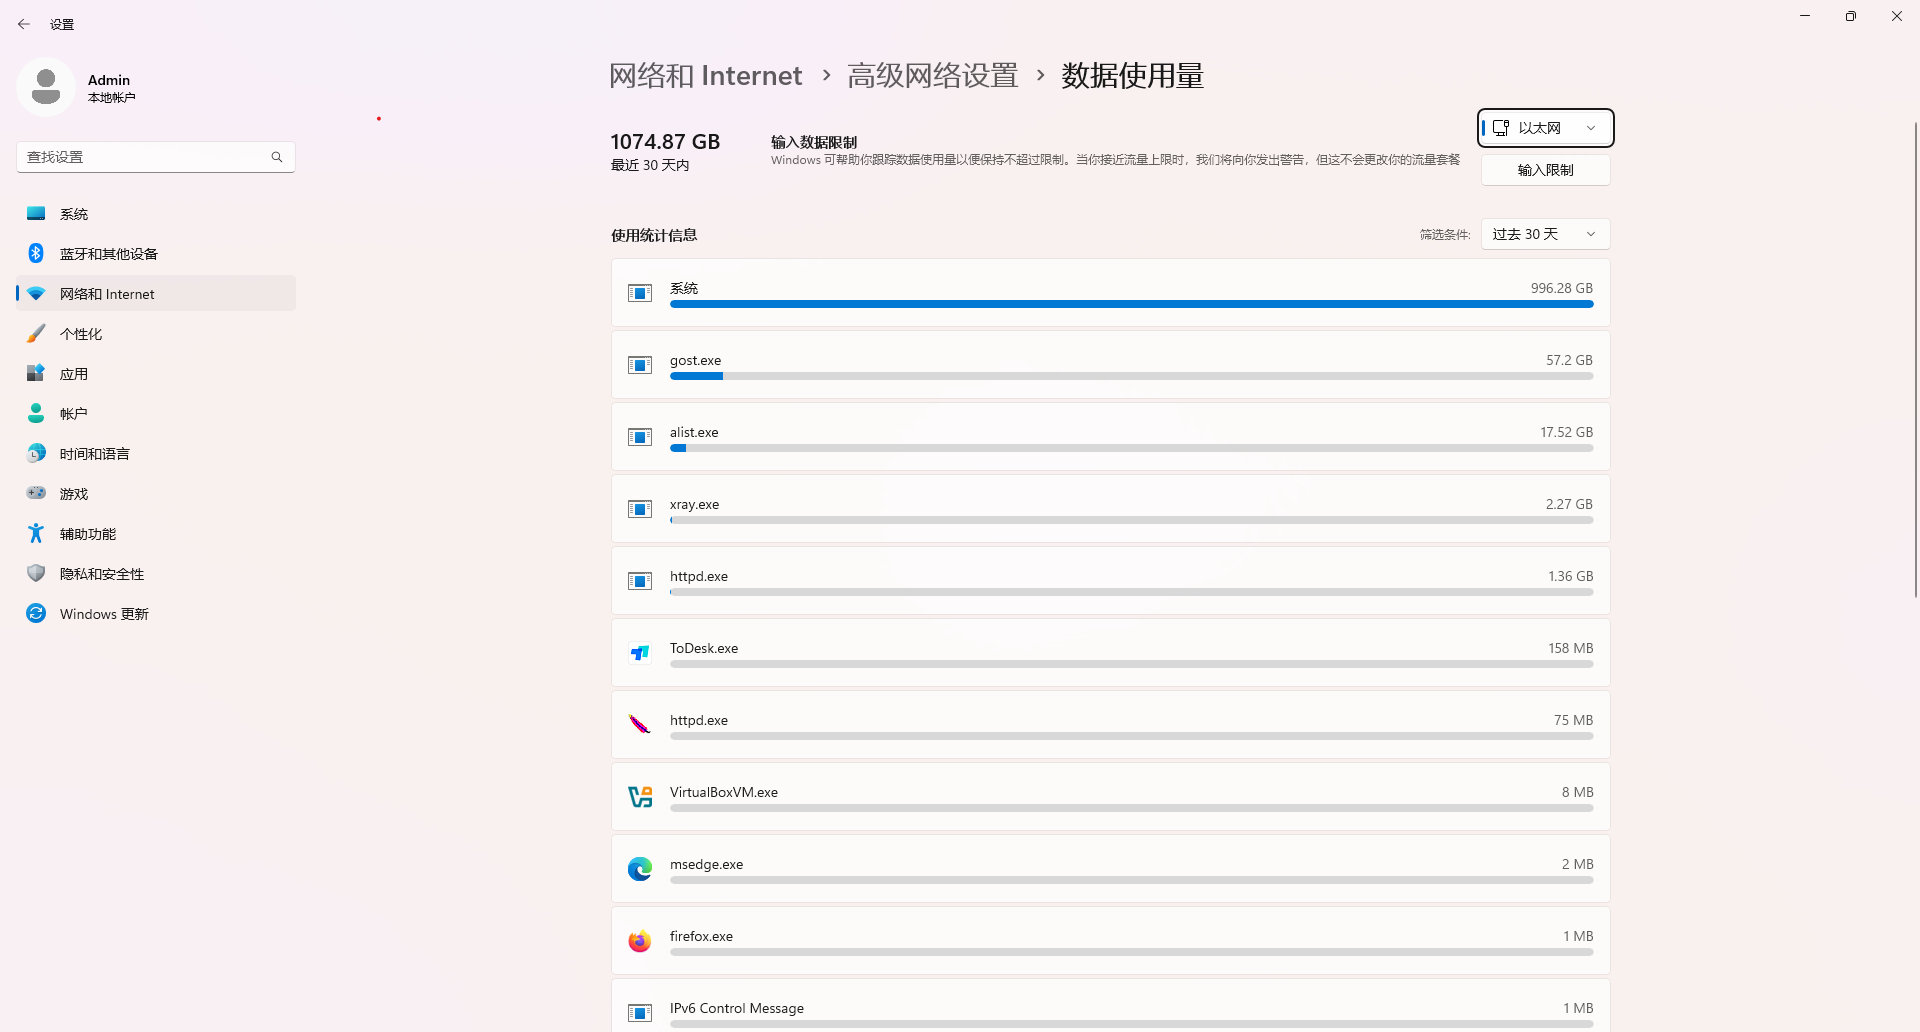 设置
Admin
本地帐户
查找设置
系统
蓝牙和其他设备
网络和 Internet
个性化
应用
帐户
时间和语言
游戏
辅助功能
隐私和安全性
Windows 更新
网络和 Internet › 高级网络设置 › 数据使用量
1074.87 GB
最近 30 天内
输入数据限制
Windows 可帮助你跟踪数据使用量以便保持不超过限制。当你接近流量上限时，我们将向你发出警告，但这不会更改你的流量套餐
以太网
输入限制
使用统计信息
筛选条件: 过去 30 天
系统 996.28 GB
gost.exe 57.2 GB
alist.exe 17.52 GB
xray.exe 2.27 GB
httpd.exe 1.36 GB
ToDesk.exe 158 MB
httpd.exe 75 MB
VirtualBoxVM.exe 8 MB
msedge.exe 2 MB
firefox.exe 1 MB
IPv6 Control Message 1 MB